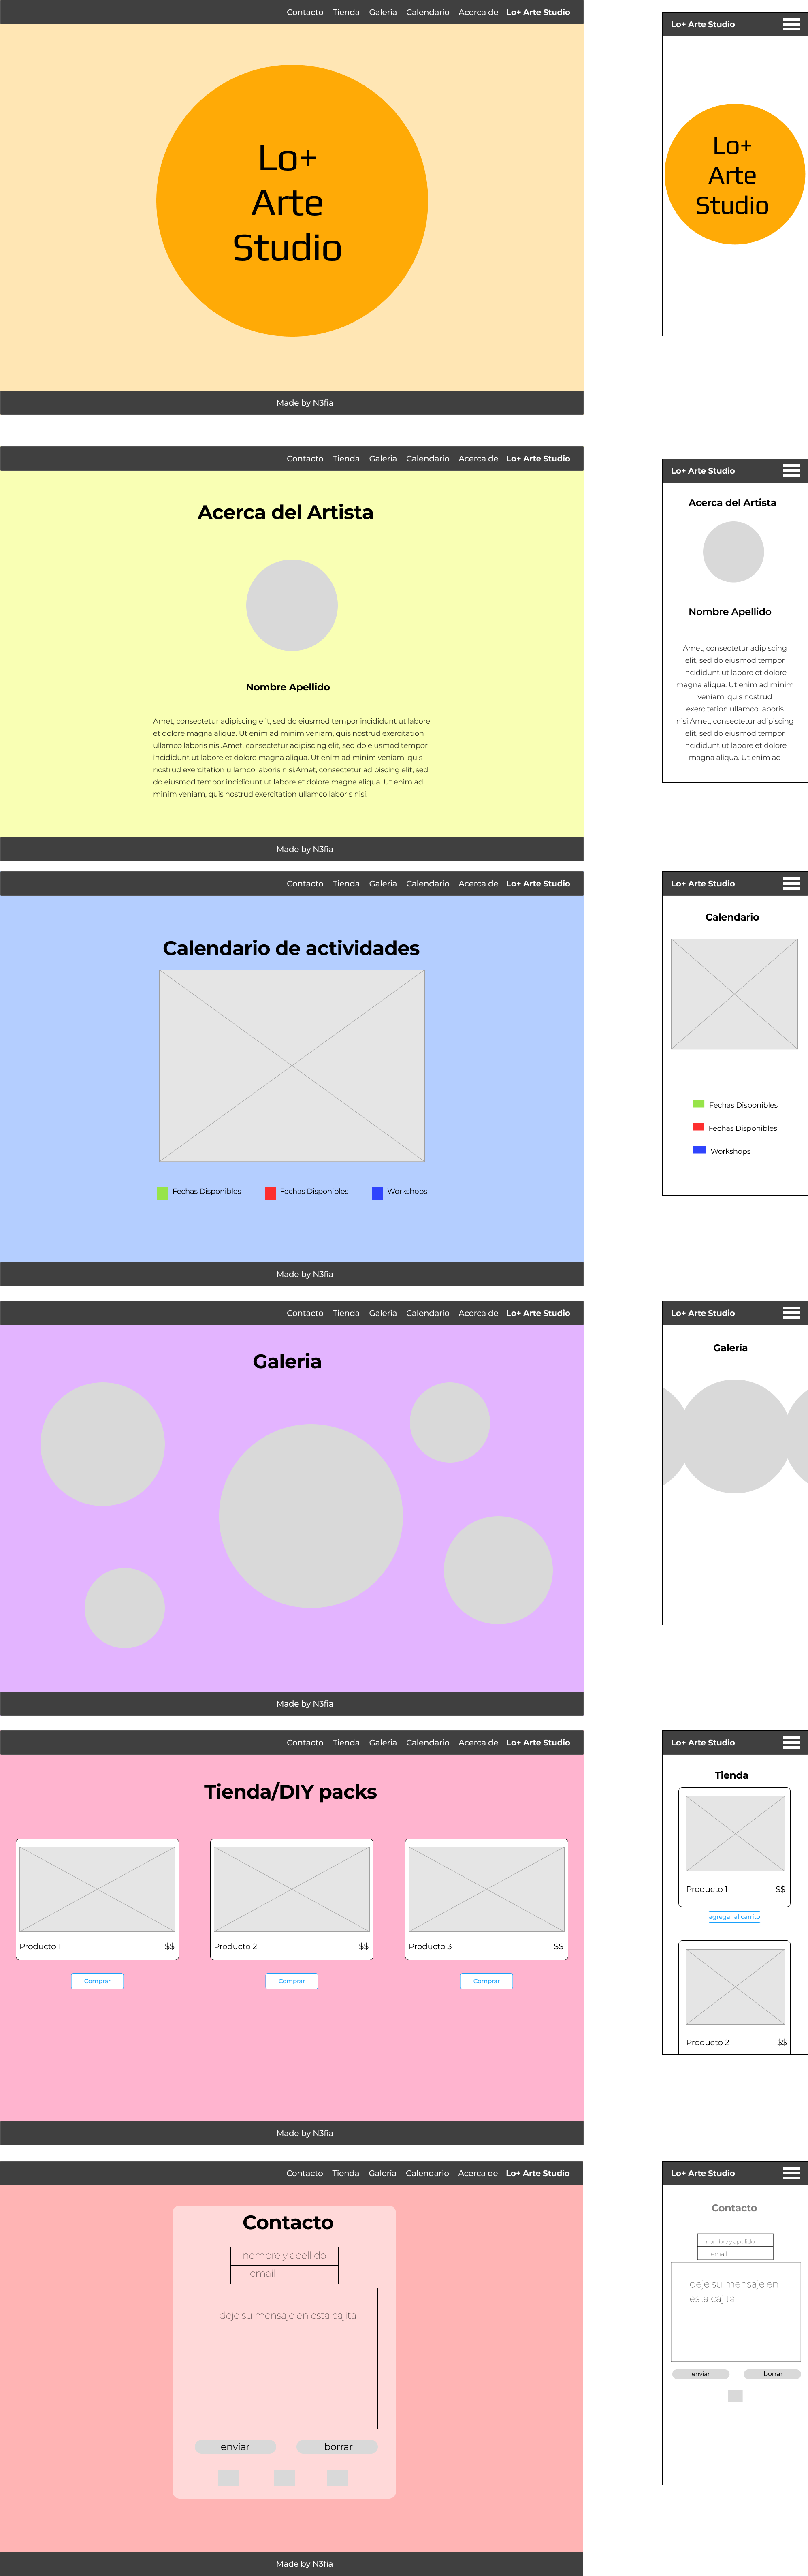 Contacto Tienda Galeria Calendario Acerca de Lo+ Arte Studio
Lo+
Arte
Studio
Made by N3fia
Lo+ Arte Studio
Lo+
Arte
Studio
Contacto Tienda Galeria Calendario Acerca de Lo+ Arte Studio
Acerca del Artista
Nombre Apellido
Amet, consectetur adipiscing elit, sed do eiusmod tempor incididunt ut labore
et dolore magna aliqua. Ut enim ad minim veniam, quis nostrud exercitation
ullamco laboris nisi.Amet, consectetur adipiscing elit, sed do eiusmod tempor
incididunt ut labore et dolore magna aliqua. Ut enim ad minim veniam, quis
nostrud exercitation ullamco laboris nisi.Amet, consectetur adipiscing elit, sed
do eiusmod tempor incididunt ut labore et dolore magna aliqua. Ut enim ad
minim veniam, quis nostrud exercitation ullamco laboris nisi.
Made by N3fia
Lo+ Arte Studio
Acerca del Artista
Nombre Apellido
Amet, consectetur adipiscing
elit, sed do eiusmod tempor
incididunt ut labore et dolore
magna aliqua. Ut enim ad minim
veniam, quis nostrud
exercitation ullamco laboris
nisi.Amet, consectetur adipiscing
elit, sed do eiusmod tempor
incididunt ut labore et dolore
magna aliqua. Ut enim ad
Contacto Tienda Galeria Calendario Acerca de Lo+ Arte Studio
Calendario de actividades
Fechas Disponibles
Fechas Disponibles
Workshops
Made by N3fia
Lo+ Arte Studio
Calendario
Fechas Disponibles
Fechas Disponibles
Workshops
Contacto Tienda Galeria Calendario Acerca de Lo+ Arte Studio
Galeria
Made by N3fia
Lo+ Arte Studio
Galeria
Contacto Tienda Galeria Calendario Acerca de Lo+ Arte Studio
Tienda/DIY packs
Producto 1 $$
Producto 2 $$
Producto 3 $$
Comprar
Comprar
Comprar
Made by N3fia
Lo+ Arte Studio
Tienda
Producto 1 $$
agregar al carrito
Producto 2 $$
Contacto Tienda Galeria Calendario Acerca de Lo+ Arte Studio
Contacto
nombre y apellido
email
deje su mensaje en esta cajita
enviar
borrar
Made by N3fia
Lo+ Arte Studio
Contacto
nombre y apellido
email
deje su mensaje en
esta cajita
enviar
borrar